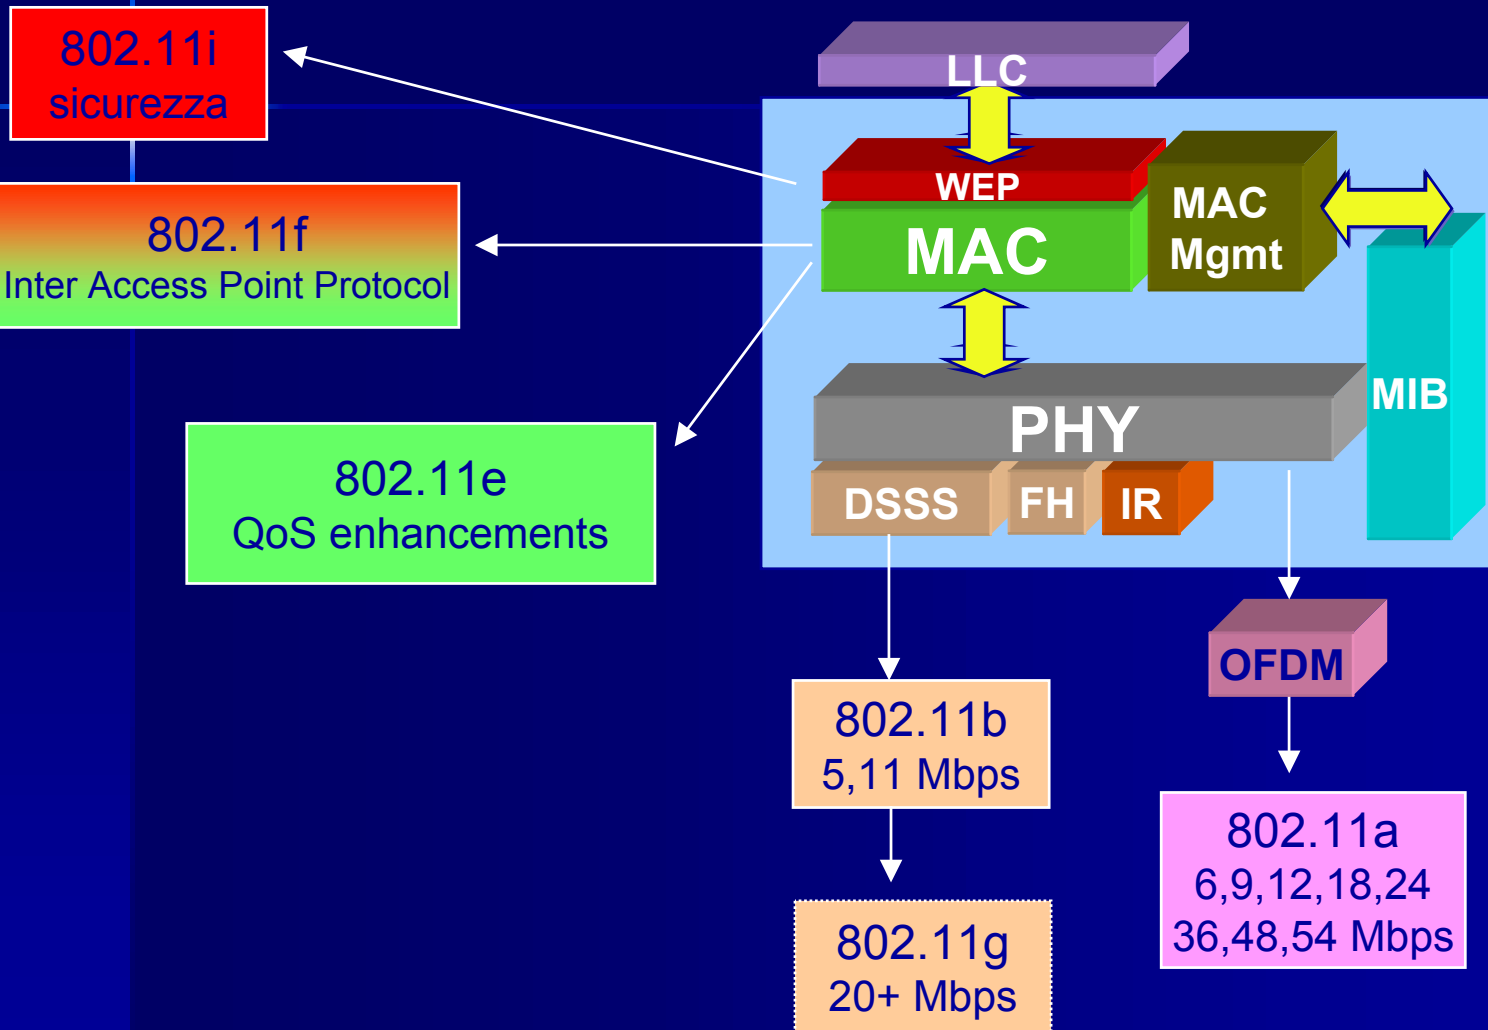 802.11i
sicurezza
802.11f
Inter Access Point Protocol
802.11e
QoS enhancements
LLC
WEP
MAC
MAC
Mgmt
MIB
PHY
DSSS
FH
IR
OFDM
802.11b
5,11 Mbps
802.11g
20+ Mbps
802.11a
6,9,12,18,24
36,48,54 Mbps